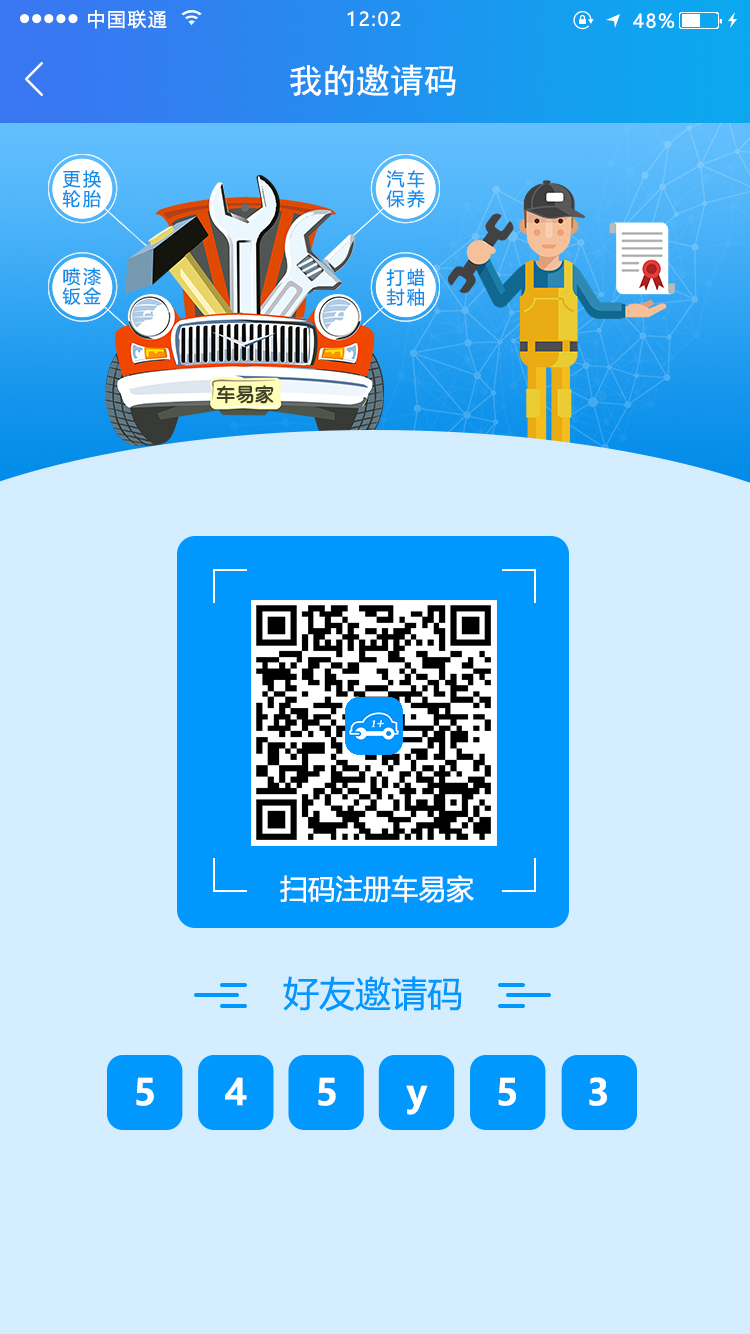 中国联通
12:02
48%
我的邀请码
更换
轮胎
汽车
保养
喷漆
钣金
打蜡
封釉
车易家
1+
扫码注册车易家
好友邀请码
5 4 5 y 5 3